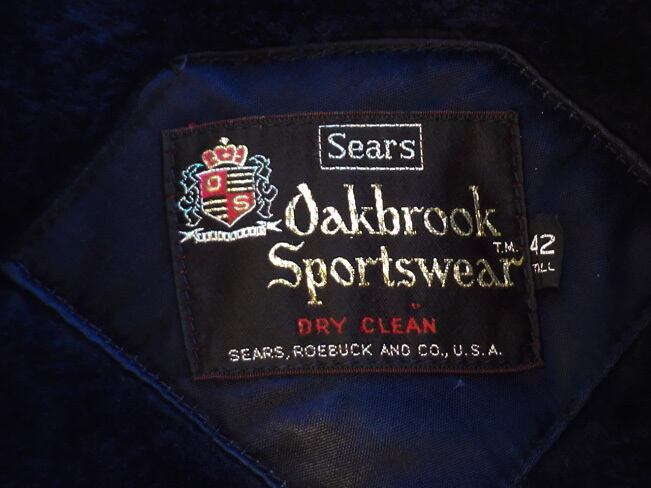 Sears
O
S
Oakbrook
Sportswear T.M.
42
TALL
DRY CLEAN
SEARS, ROEBUCK AND CO., U.S.A.